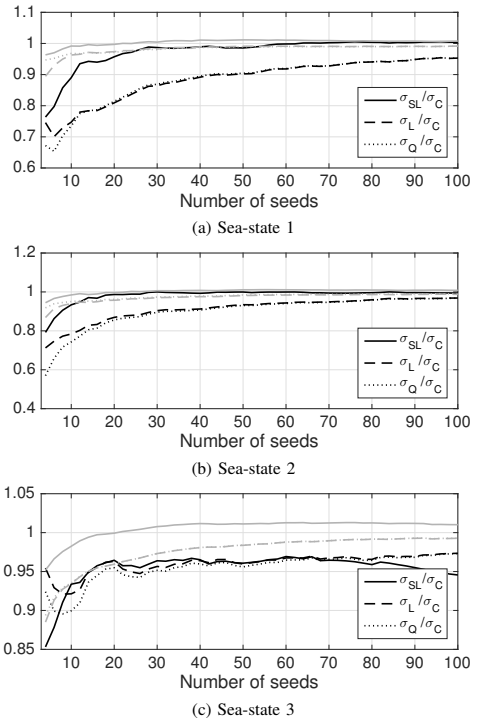 1.1
1
0.9
0.8
0.7
0.6
σSL/σC
σL/σC
σQ/σC
10 20 30 40 50 60 70 80 90 100
Number of seeds
(a) Sea-state 1
1.2
1
0.8
0.6
0.4
σSL/σC
σL/σC
σQ/σC
10 20 30 40 50 60 70 80 90 100
Number of seeds
(b) Sea-state 2
1.05
1
0.95
0.9
0.85
σSL/σC
σL/σC
σQ/σC
10 20 30 40 50 60 70 80 90 100
Number of seeds
(c) Sea-state 3